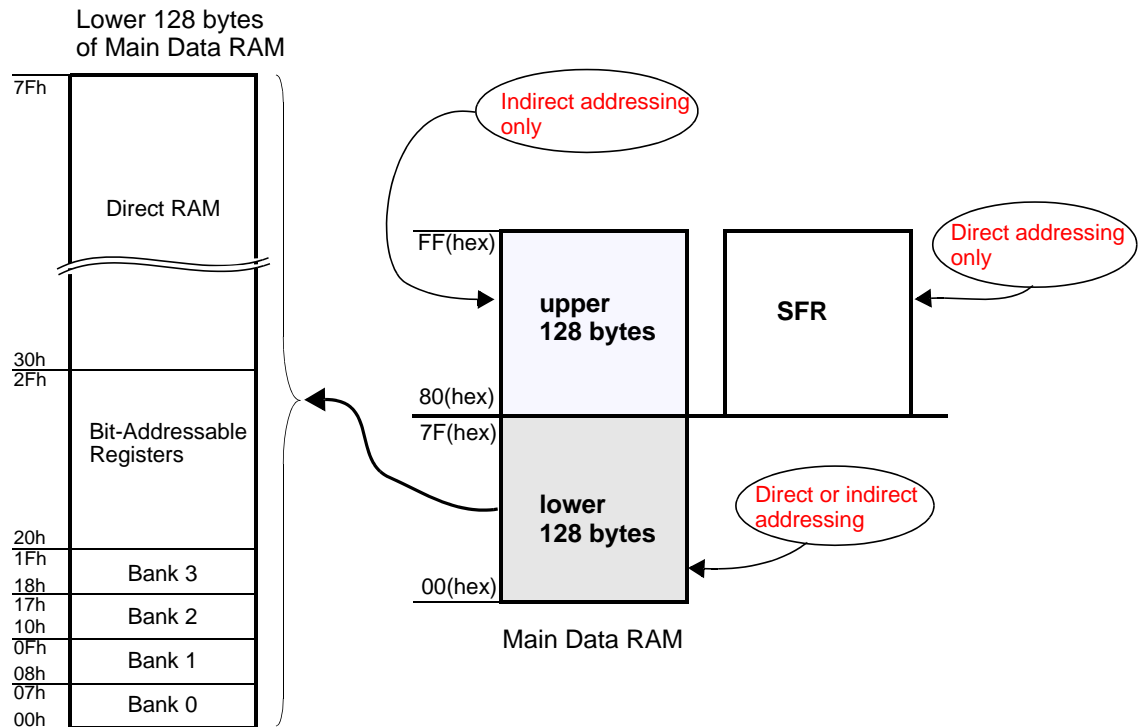 Lower 128 bytes
of Main Data RAM
7Fh
Direct RAM
30h
2Fh
Bit-Addressable
Registers
20h
1Fh
Bank 3
18h
17h
Bank 2
10h
0Fh
Bank 1
08h
07h
Bank 0
00h
Indirect addressing
only
FF(hex)
upper
128 bytes
80(hex)
7F(hex)
lower
128 bytes
00(hex)
Main Data RAM
SFR
Direct addressing
only
Direct or indirect
addressing